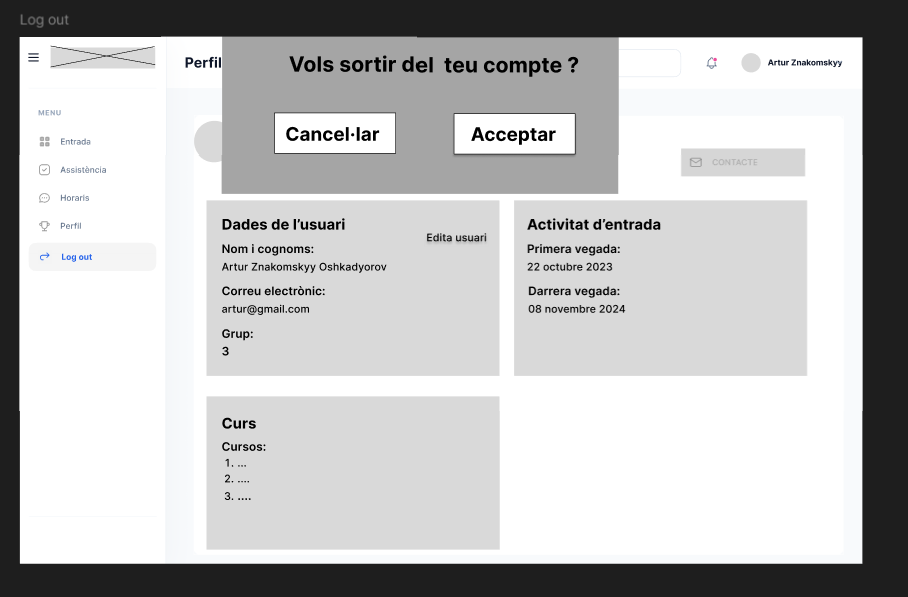 Log out
Perfil
Vols sortir del teu compte ?
Artur Znakomskyy
MENU
Cancel·lar
Acceptar
Entrada
Assistència
CONTACTE
Horaris
Perfil
Log out
Dades de l'usuari
Edita usuari
Nom i cognoms:
Artur Znakomskyy Oshkadyorov
Correu electrònic:
artur@gmail.com
Grup:
3
Activitat d'entrada
Primera vegada:
22 octubre 2023
Darrera vegada:
08 novembre 2024
Curs
Cursos:
1. ...
2. ....
3. ....